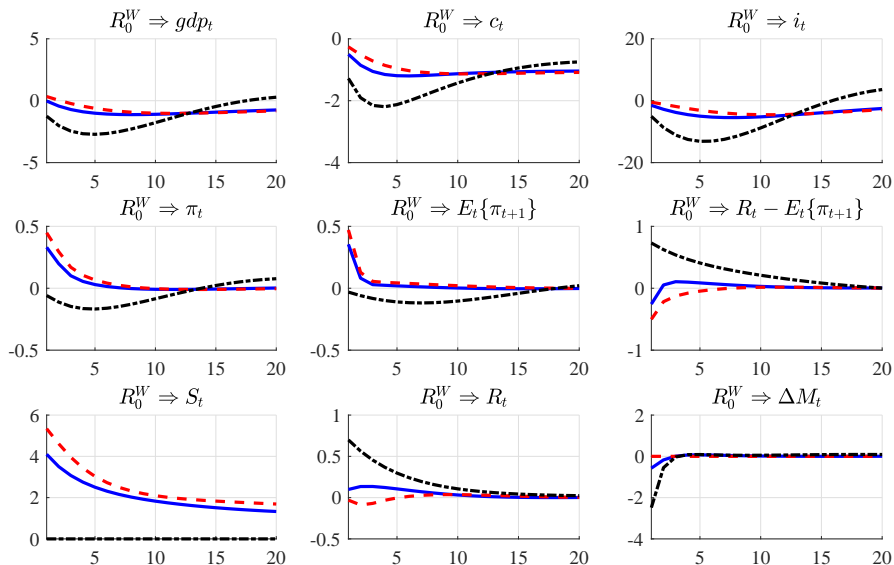 R_0^W ⇒ gdp_t
R_0^W ⇒ c_t
R_0^W ⇒ i_t
5
0
-5
5 10 15 20
0
-2
-4
5 10 15 20
20
0
-20
5 10 15 20
R_0^W ⇒ π_t
R_0^W ⇒ E_t{π_{t+1}}
R_0^W ⇒ R_t − E_t{π_{t+1}}
0.5
0
-0.5
5 10 15 20
0.5
0
-0.5
5 10 15 20
1
0
-1
5 10 15 20
R_0^W ⇒ S_t
R_0^W ⇒ R_t
R_0^W ⇒ ΔM_t
6
4
2
0
5 10 15 20
1
0.5
0
-0.5
5 10 15 20
4
2
0
-2
-4
5 10 15 20